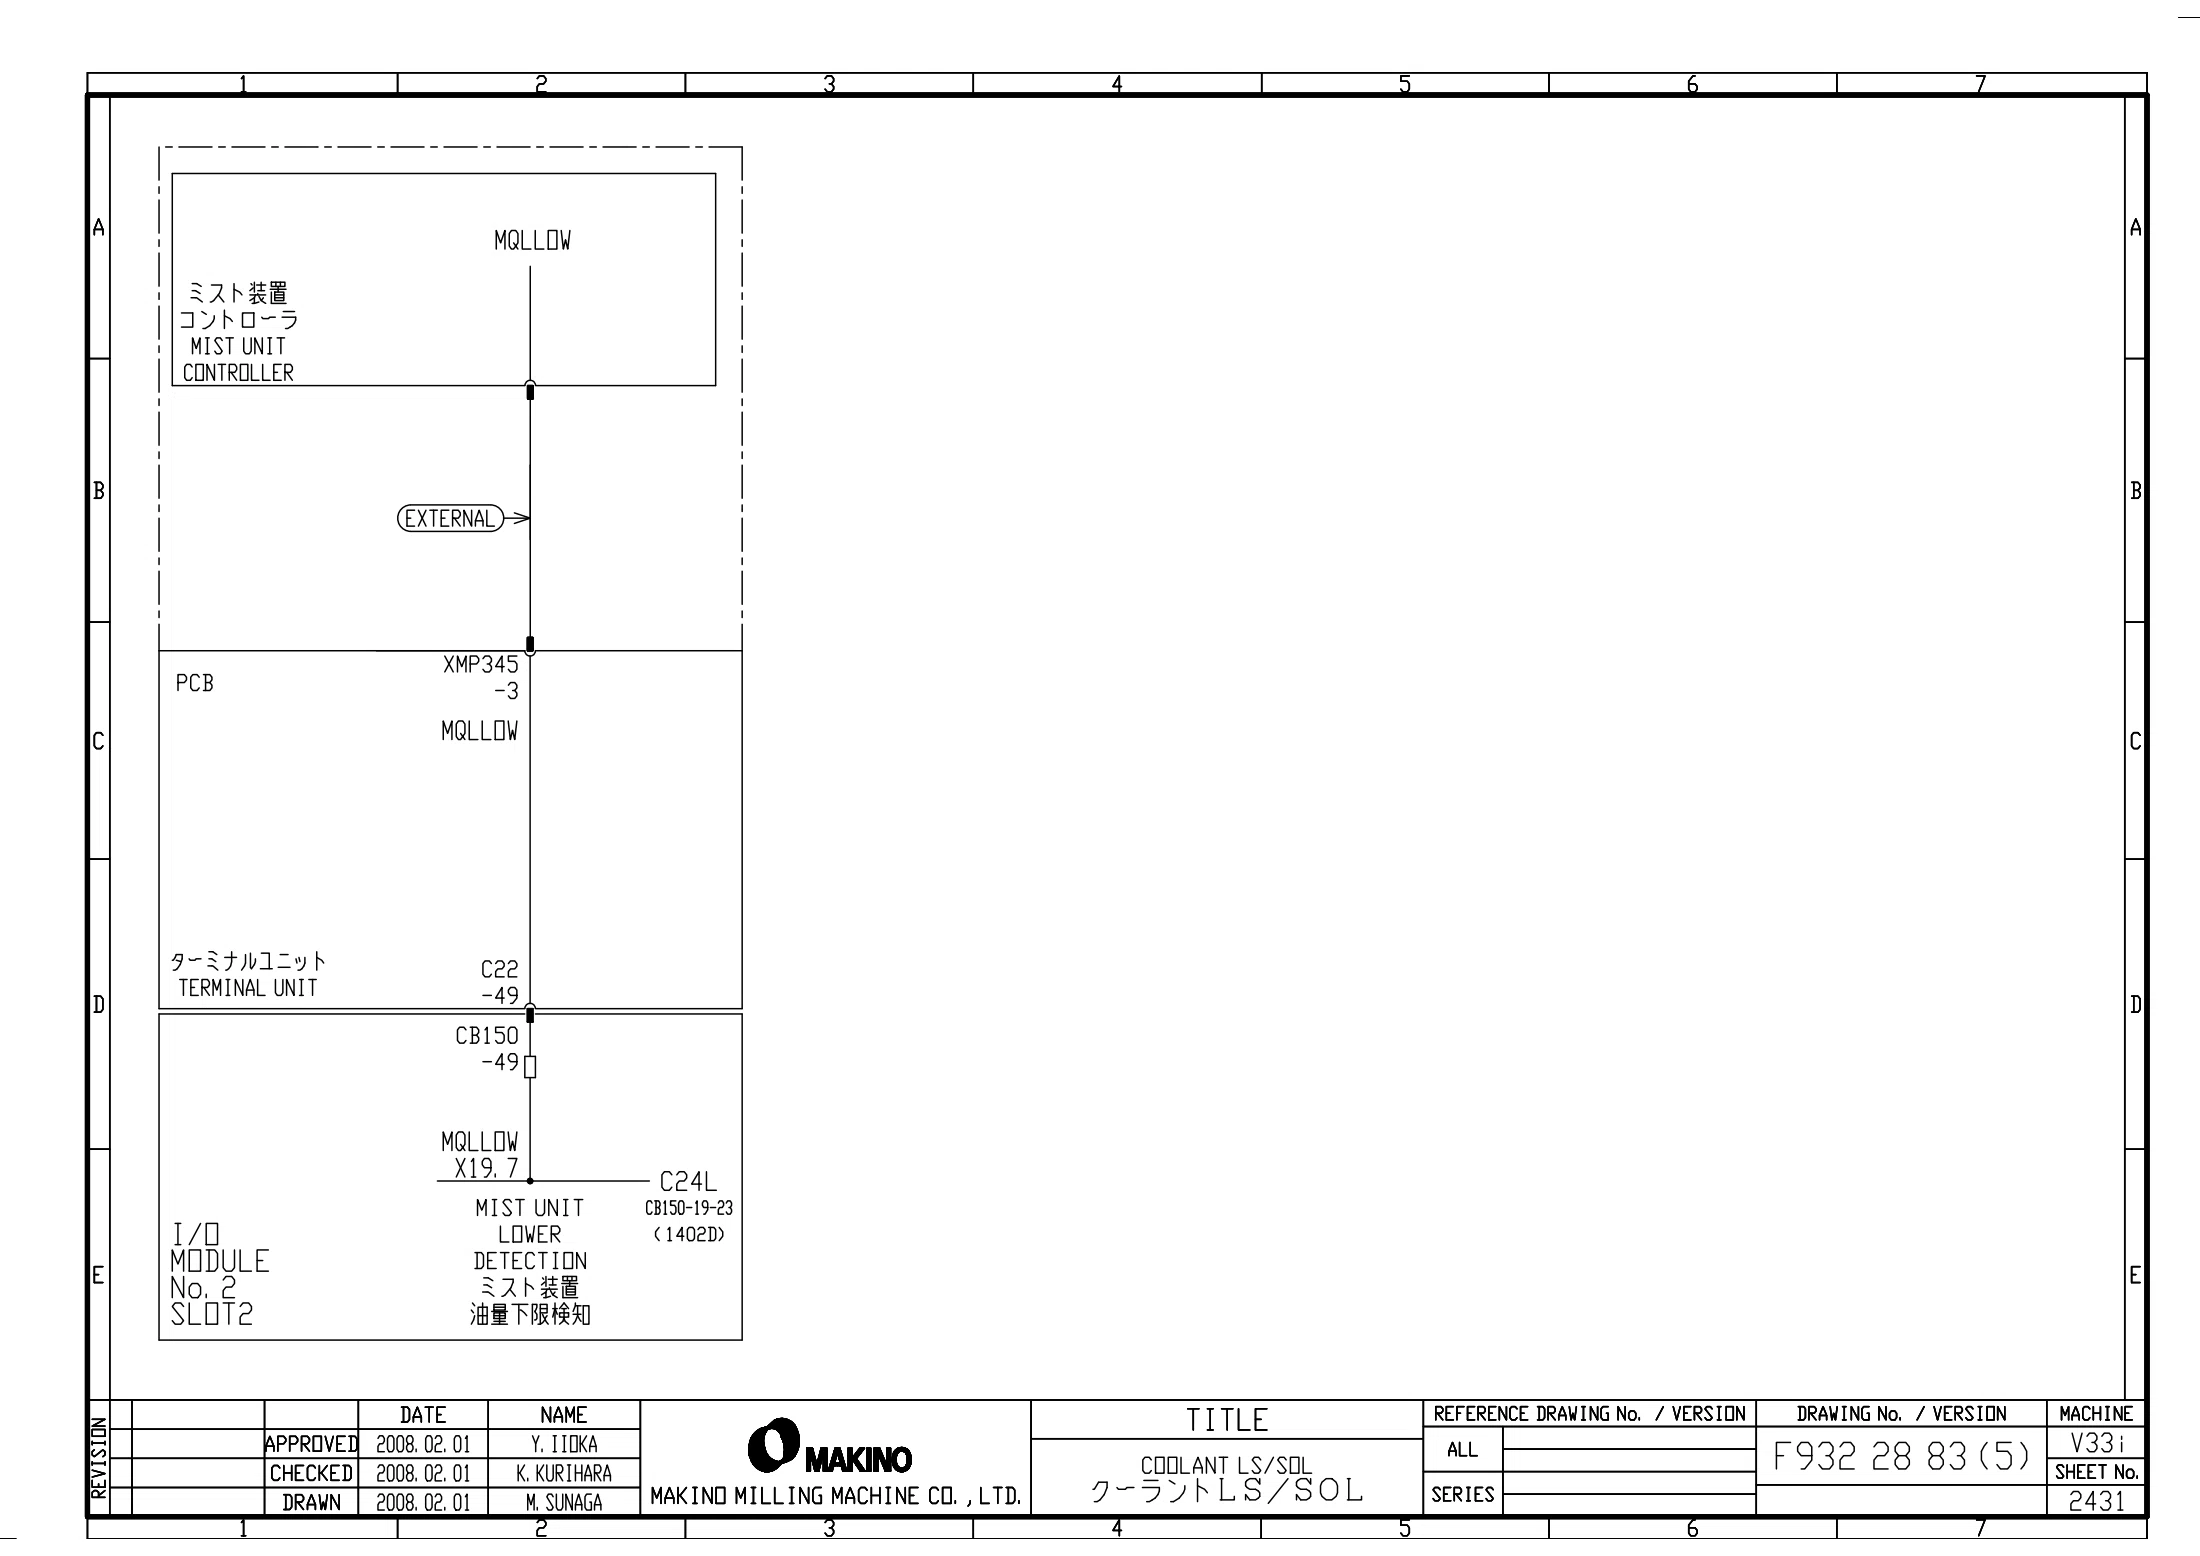 1 2 3 4 5 6 7
A A
MQLLOW
ミスト装置
コントローラ
MIST UNIT
CONTROLLER
B B
EXTERNAL
XMP345
-3
PCB
MQLLOW
C C
ターミナルユニット
TERMINAL UNIT
C22
-49
D D
CB150
-49
MQLLOW
X19.7
C24L
CB150-19-23
(1402D)
MIST UNIT
LOWER
DETECTION
ミスト装置
油量下限検知
I/O
MODULE
No.2
SLOT2
E E
REVISION
DATE NAME
APPROVED 2008.02.01 Y.IIOKA
CHECKED 2008.02.01 K.KURIHARA
DRAWN 2008.02.01 M.SUNAGA
MAKINO
MAKINO MILLING MACHINE CO.,LTD.
TITLE
COOLANT LS/SOL
クーラントLS/SOL
REFERENCE DRAWING No. / VERSION
ALL
SERIES
DRAWING No. / VERSION
F932 28 83(5)
MACHINE
V33i
SHEET No.
2431
1 2 3 4 5 6 7